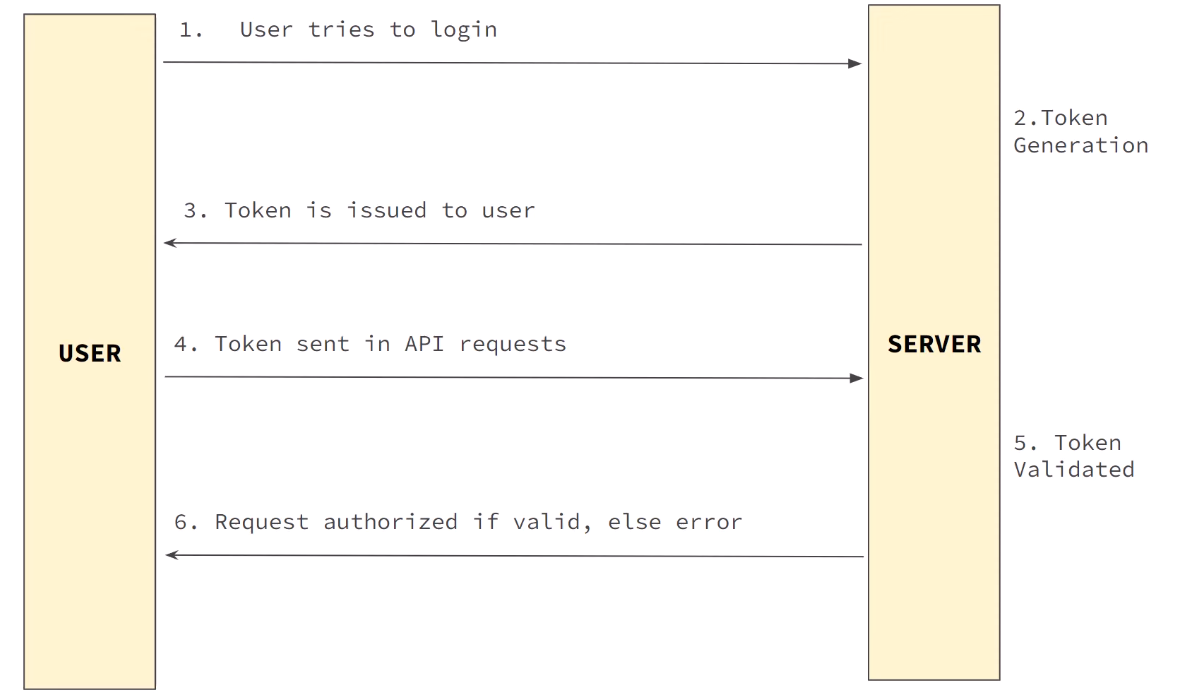 1. User tries to login
2.Token
Generation
3. Token is issued to user
USER
4. Token sent in API requests
SERVER
5. Token
Validated
6. Request authorized if valid, else error